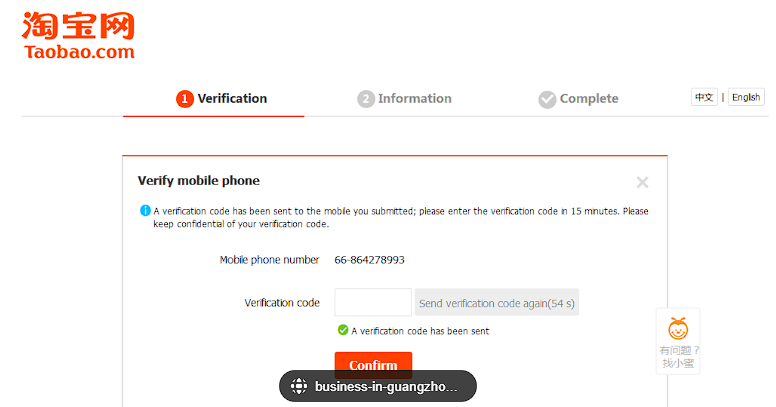 淘宝网
Taobao.com
1 Verification
2 Information
Complete
中文 | English
Verify mobile phone
A verification code has been sent to the mobile you submitted; please enter the verification code in 15 minutes. Please
keep confidential of your verification code.
Mobile phone number 66-864278993
Verification code Send verification code again(54 s)
A verification code has been sent
有问题？
找小蜜
Confirm
business-in-guangzho...